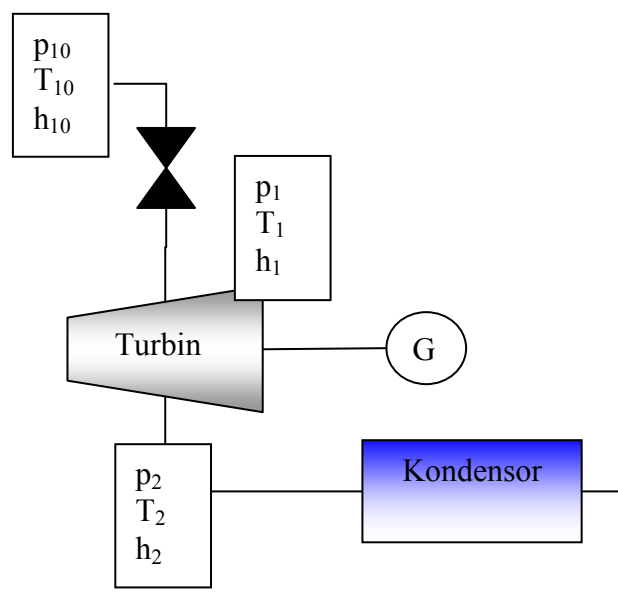 p₁₀
T₁₀
h₁₀
p₁
T₁
h₁
Turbin
G
p₂
T₂
h₂
Kondensor